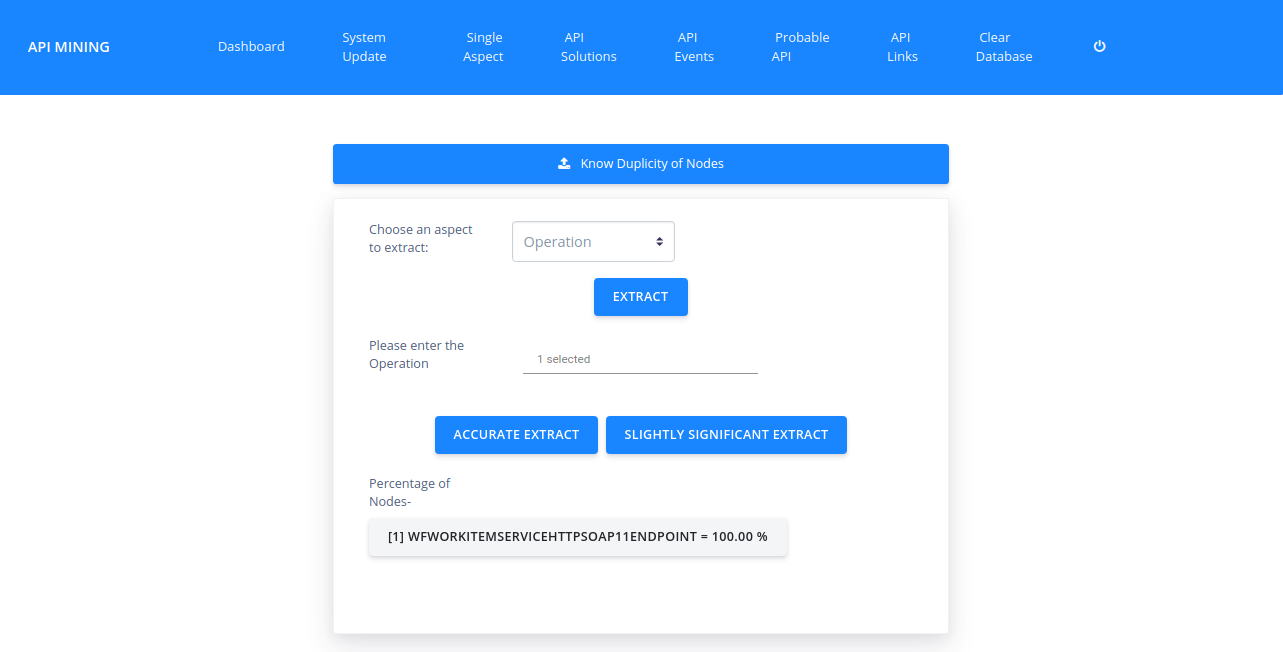 API MINING
Dashboard
System
Update
Single
Aspect
API
Solutions
API
Events
Probable
API
API
Links
Clear
Database
Know Duplicity of Nodes
Choose an aspect
to extract:
Operation
EXTRACT
Please enter the
Operation
1 selected
ACCURATE EXTRACT
SLIGHTLY SIGNIFICANT EXTRACT
Percentage of
Nodes-
[1] WFWORKITEMSERVICEHTTPSOAP11ENDPOINT = 100.00 %